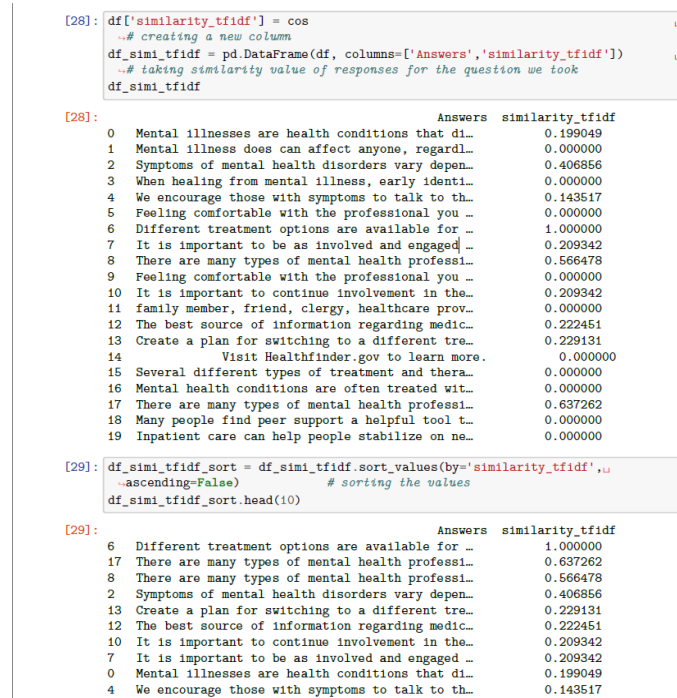 [28]: df['similarity_tfidf'] = cos
↪# creating a new column
df_simi_tfidf = pd.DataFrame(df, columns=['Answers','similarity_tfidf'])
↪# taking similarity value of responses for the question we took
df_simi_tfidf
[28]: Answers similarity_tfidf
0 Mental illnesses are health conditions that di… 0.199049
1 Mental illness does can affect anyone, regardl… 0.000000
2 Symptoms of mental health disorders vary depen… 0.406856
3 When healing from mental illness, early identi… 0.000000
4 We encourage those with symptoms to talk to th… 0.143517
5 Feeling comfortable with the professional you … 0.000000
6 Different treatment options are available for … 1.000000
7 It is important to be as involved and engaged … 0.209342
8 There are many types of mental health professi… 0.566478
9 Feeling comfortable with the professional you … 0.000000
10 It is important to continue involvement in the… 0.209342
11 family member, friend, clergy, healthcare prov… 0.000000
12 The best source of information regarding medic… 0.222451
13 Create a plan for switching to a different tre… 0.229131
14 Visit Healthfinder.gov to learn more. 0.000000
15 Several different types of treatment and thera… 0.000000
16 Mental health conditions are often treated wit… 0.000000
17 There are many types of mental health professi… 0.637262
18 Many people find peer support a helpful tool t… 0.000000
19 Inpatient care can help people stabilize on ne… 0.000000
[29]: df_simi_tfidf_sort = df_simi_tfidf.sort_values(by='similarity_tfidf',␣
↪ascending=False) # sorting the values
df_simi_tfidf_sort.head(10)
[29]: Answers similarity_tfidf
6 Different treatment options are available for … 1.000000
17 There are many types of mental health professi… 0.637262
8 There are many types of mental health professi… 0.566478
2 Symptoms of mental health disorders vary depen… 0.406856
13 Create a plan for switching to a different tre… 0.229131
12 The best source of information regarding medic… 0.222451
10 It is important to continue involvement in the… 0.209342
7 It is important to be as involved and engaged … 0.209342
0 Mental illnesses are health conditions that di… 0.199049
4 We encourage those with symptoms to talk to th… 0.143517